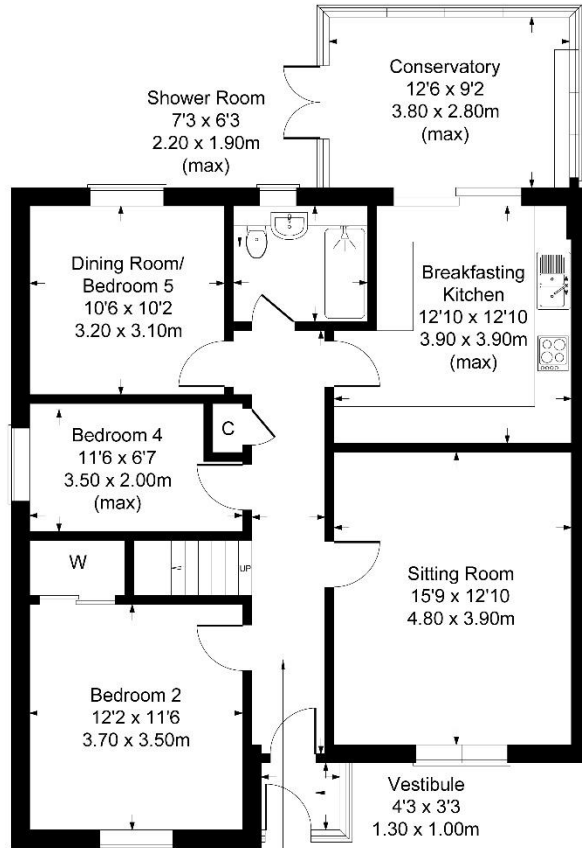 Conservatory
12'6 x 9'2
3.80 x 2.80m
(max)
Shower Room
7'3 x 6'3
2.20 x 1.90m
(max)
Dining Room/
Bedroom 5
10'6 x 10'2
3.20 x 3.10m
Breakfasting
Kitchen
12'10 x 12'10
3.90 x 3.90m
(max)
C
Bedroom 4
11'6 x 6'7
3.50 x 2.00m
(max)
W
UP
Sitting Room
15'9 x 12'10
4.80 x 3.90m
Bedroom 2
12'2 x 11'6
3.70 x 3.50m
Vestibule
4'3 x 3'3
1.30 x 1.00m